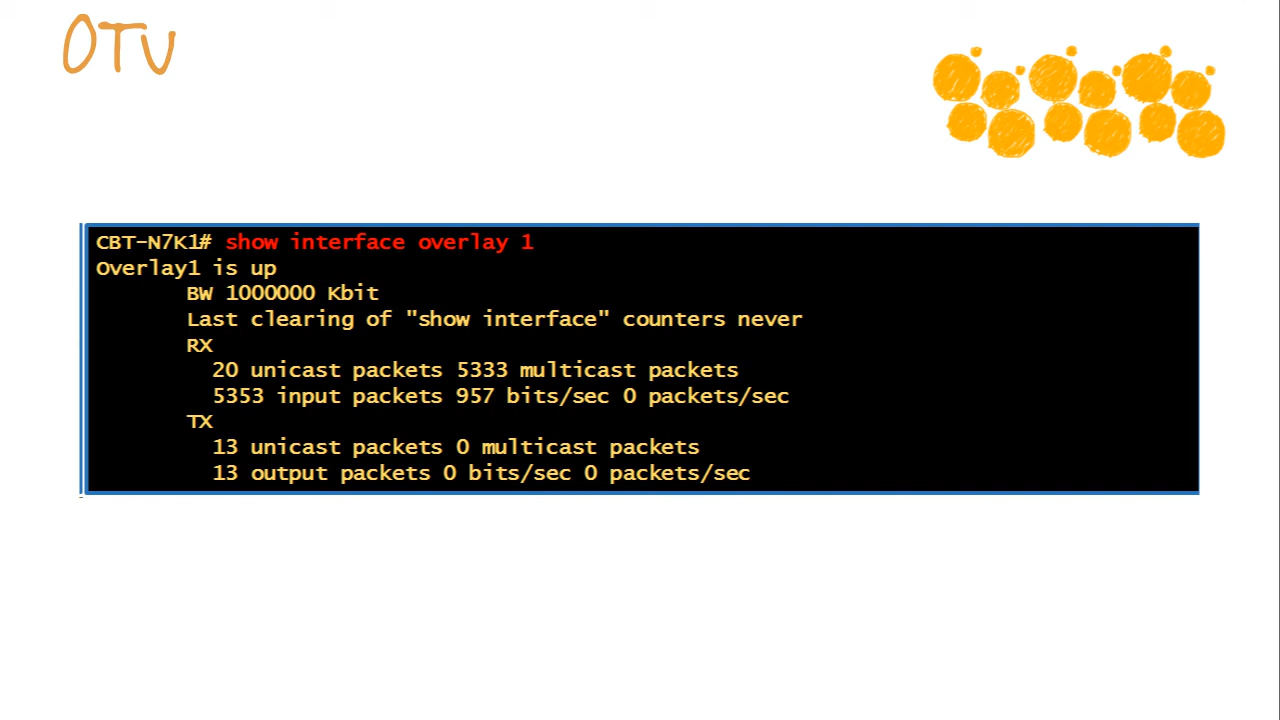 OTV
CBT-N7K1# show interface overlay 1
Overlay1 is up
BW 1000000 Kbit
Last clearing of "show interface" counters never
RX
20 unicast packets 5333 multicast packets
5353 input packets 957 bits/sec 0 packets/sec
TX
13 unicast packets 0 multicast packets
13 output packets 0 bits/sec 0 packets/sec